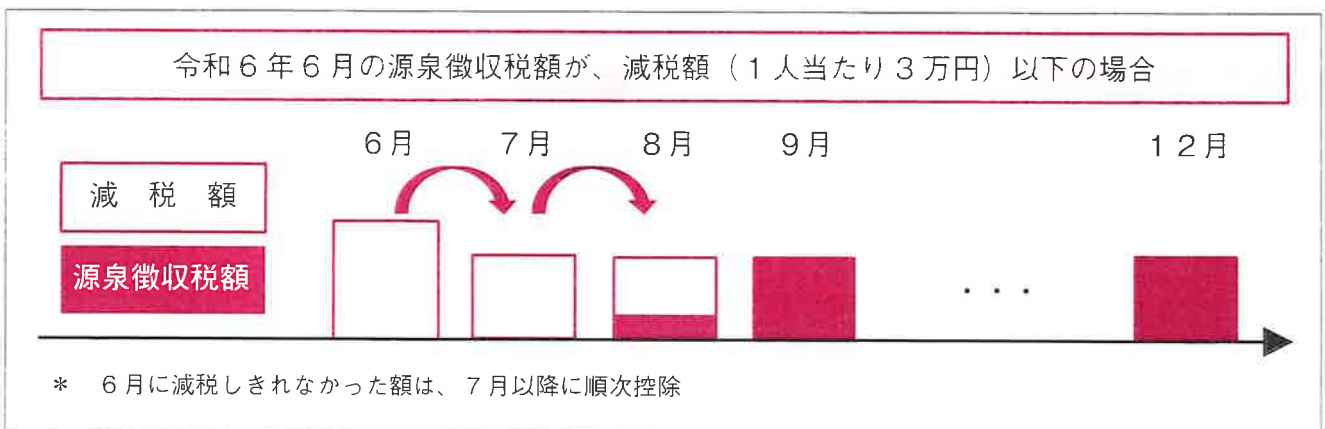 令和６年６月の源泉徴収税額が、減税額（１人当たり３万円）以下の場合
６月 ７月 ８月 ９月 １２月
減 税 額
源泉徴収税額
・・・
＊ ６月に減税しきれなかった額は、７月以降に順次控除